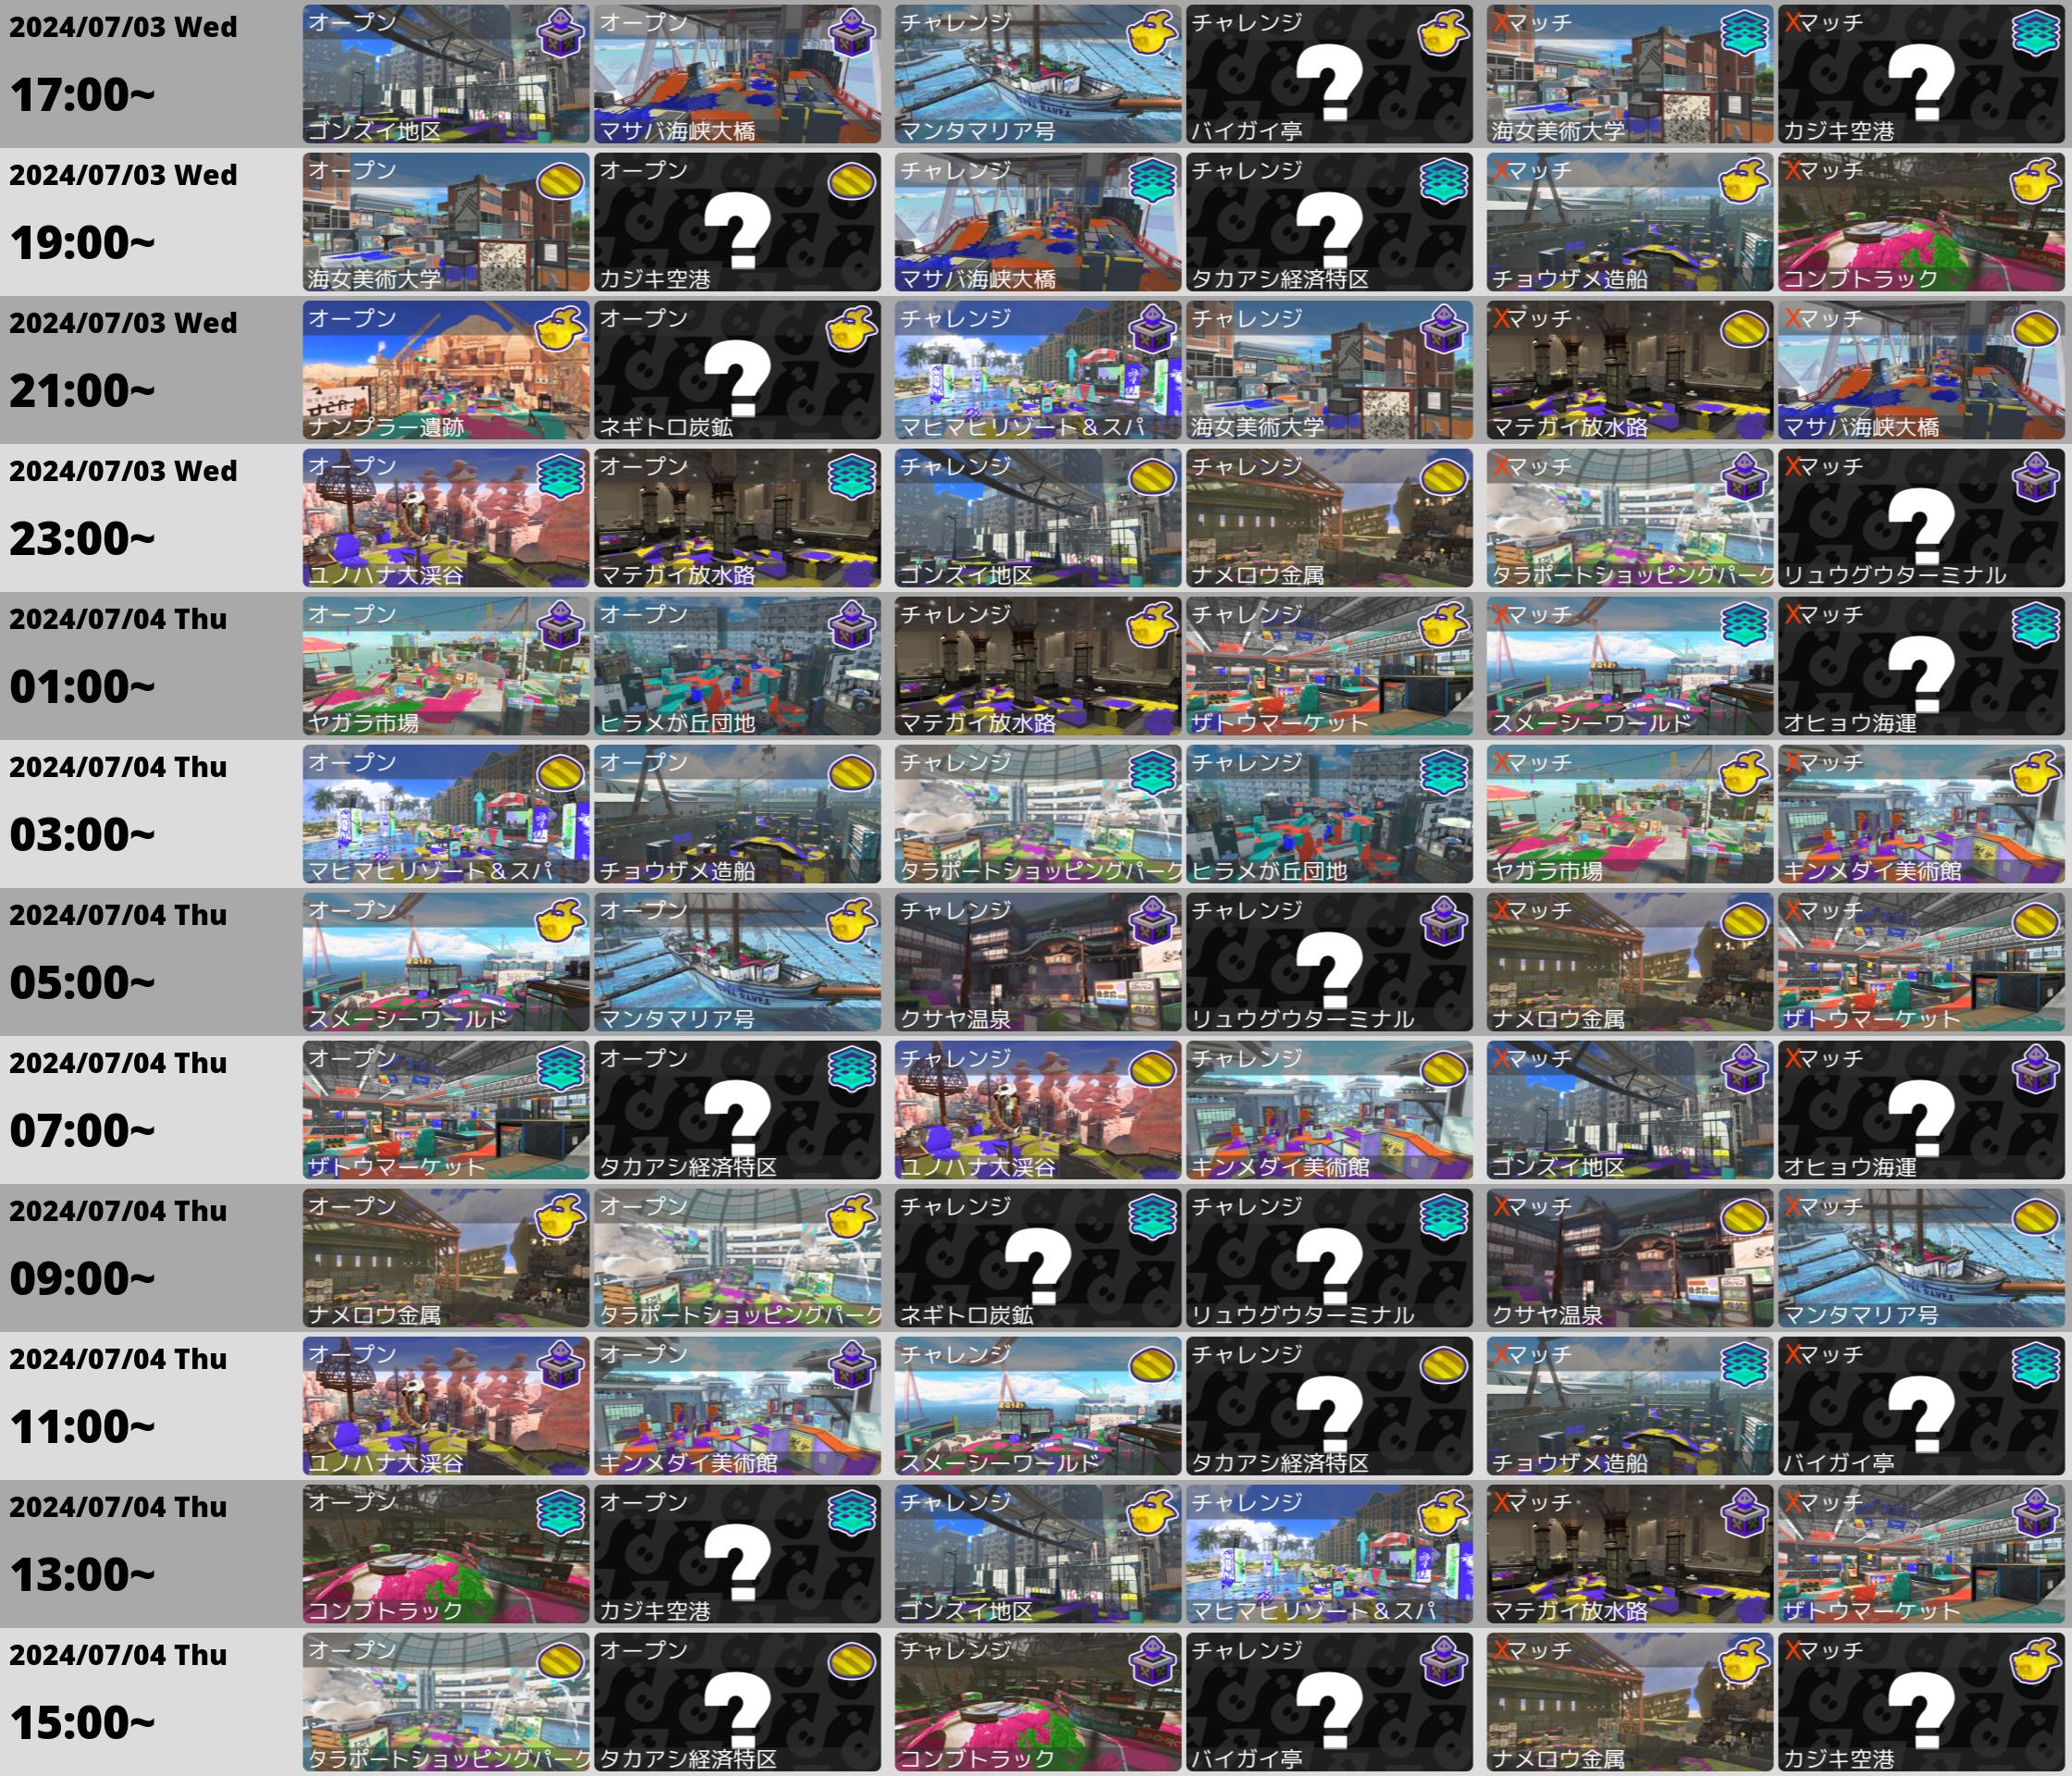 2024/07/03 Wed
17:00~
オープン オープン チャレンジ チャレンジ Xマッチ Xマッチ
ゴンズイ地区 マサバ海峡大橋 マンタマリア号 バイガイ亭 海女美術大学 カジキ空港
2024/07/03 Wed
19:00~
オープン オープン チャレンジ チャレンジ Xマッチ Xマッチ
海女美術大学 カジキ空港 マサバ海峡大橋 タカアシ経済特区 チョウザメ造船 コンブトラック
2024/07/03 Wed
21:00~
オープン オープン チャレンジ チャレンジ Xマッチ Xマッチ
ナンプラー遺跡 ネギトロ炭鉱 マヒマヒリゾート＆スパ 海女美術大学 マテガイ放水路 マサバ海峡大橋
2024/07/03 Wed
23:00~
オープン オープン チャレンジ チャレンジ Xマッチ Xマッチ
ユノハナ大渓谷 マテガイ放水路 ゴンズイ地区 ナメロウ金属 タラポートショッピングパーク リュウグウターミナル
2024/07/04 Thu
01:00~
オープン オープン チャレンジ チャレンジ Xマッチ Xマッチ
ヤガラ市場 ヒラメが丘団地 マテガイ放水路 ザトウマーケット スメーシーワールド オヒョウ海運
2024/07/04 Thu
03:00~
オープン オープン チャレンジ チャレンジ Xマッチ Xマッチ
マヒマヒリゾート＆スパ チョウザメ造船 タラポートショッピングパーク ヒラメが丘団地 ヤガラ市場 キンメダイ美術館
2024/07/04 Thu
05:00~
オープン オープン チャレンジ チャレンジ Xマッチ Xマッチ
スメーシーワールド マンタマリア号 クサヤ温泉 リュウグウターミナル ナメロウ金属 ザトウマーケット
2024/07/04 Thu
07:00~
オープン オープン チャレンジ チャレンジ Xマッチ Xマッチ
ザトウマーケット タカアシ経済特区 ユノハナ大渓谷 キンメダイ美術館 ゴンズイ地区 オヒョウ海運
2024/07/04 Thu
09:00~
オープン オープン チャレンジ チャレンジ Xマッチ Xマッチ
ナメロウ金属 タラポートショッピングパーク ネギトロ炭鉱 リュウグウターミナル クサヤ温泉 マンタマリア号
2024/07/04 Thu
11:00~
オープン オープン チャレンジ チャレンジ Xマッチ Xマッチ
ユノハナ大渓谷 キンメダイ美術館 スメーシーワールド タカアシ経済特区 チョウザメ造船 バイガイ亭
2024/07/04 Thu
13:00~
オープン オープン チャレンジ チャレンジ Xマッチ Xマッチ
コンブトラック カジキ空港 ゴンズイ地区 マヒマヒリゾート＆スパ マテガイ放水路 ザトウマーケット
2024/07/04 Thu
15:00~
オープン オープン チャレンジ チャレンジ Xマッチ Xマッチ
タラポートショッピングパーク タカアシ経済特区 コンブトラック バイガイ亭 ナメロウ金属 カジキ空港